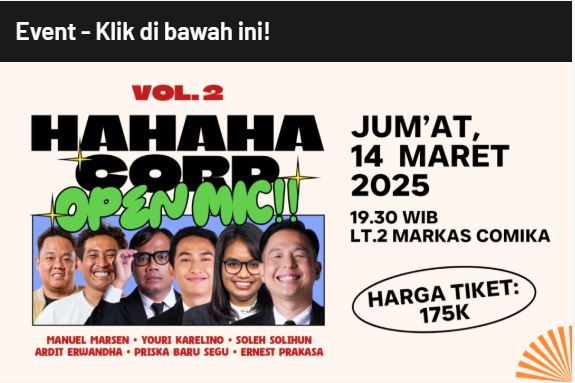 Event - Klik di bawah ini!
VOL.2
HAHAHA
CORP
OPEN MIC!!
MANUEL MARSEN • YOURI KARELINO • SOLEH SOLIHUN
ARDIT ERWANDHA • PRISKA BARU SEGU • ERNEST PRAKASA
JUM'AT,
14 MARET
2025
19.30 WIB
LT.2 MARKAS COMIKA
HARGA TIKET:
175K